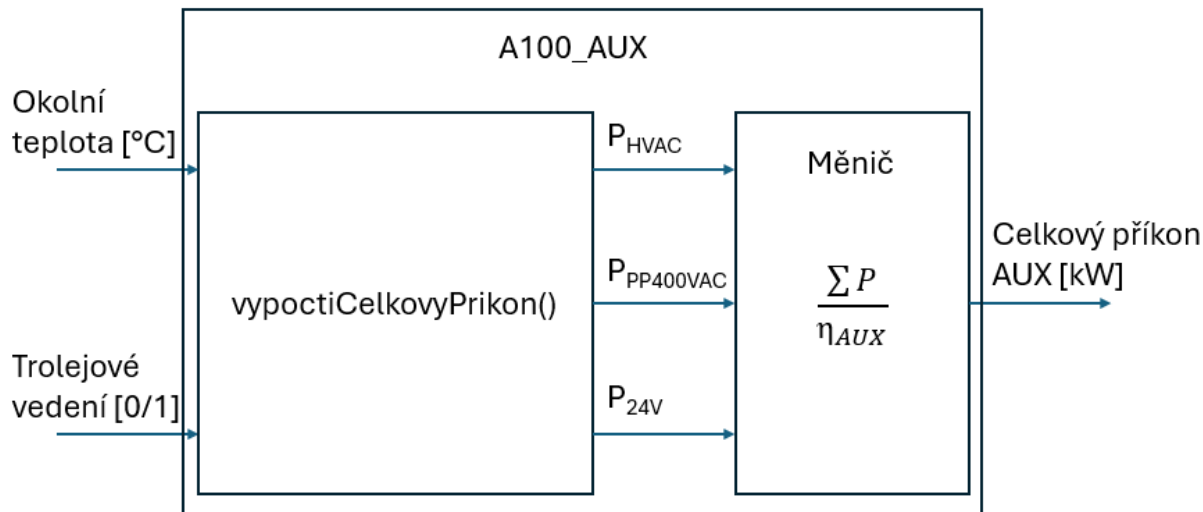 A100_AUX
Okolní
teplota [°C]
Trolejové
vedení [0/1]
vypoctiCelkovyPrikon()
P_HVAC
P_PP400VAC
P_24V
Měnič
∑ P
η_AUX
Celkový příkon
AUX [kW]